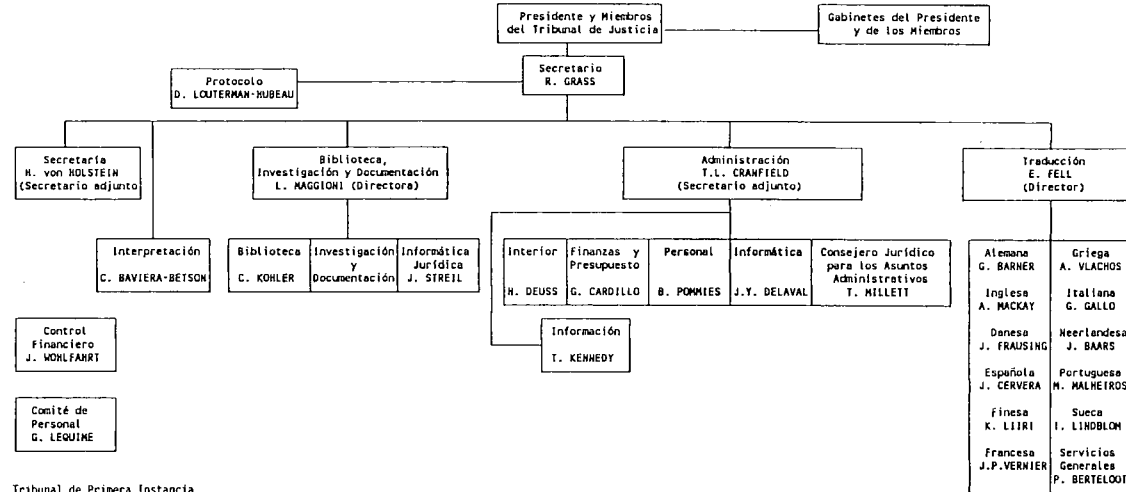 Presidente y Miembros
del Tribunal de Justicia
Gabinetes del Presidente
y de los Miembros
Secretario
R. GRASS
Protocolo
D. LOUTERMAN-HUBEAU
Secretaría
H. von HOLSTEIN
(Secretario adjunto)
Biblioteca,
Investigación y Documentación
L. MAGGIONI (Directora)
Administración
T.L. CRANFIELD
(Secretario adjunto)
Traducción
E. FELL
(Director)
Interpretación
C. BAVIERA-BETSON
Biblioteca
C. KOHLER
Investigación
y
Documentación
Informática
Jurídica
J. STREIL
Interior
H. DEUSS
Finanzas y
Presupuesto
G. CARDILLO
Personal
B. POMMIES
Informática
J.Y. DELAVAL
Consejero Jurídico
para los Asuntos
Administrativos
T. MILLETT
Información
T. KENNEDY
Control
Financiero
J. WOHLFAHRT
Comité de
Personal
G. LEQUIME
Alemana
G. BARNER
Griega
A. VLACHOS
Inglesa
A. MACKAY
Italiana
G. GALLO
Danesa
J. FRAUSING
Neerlandesa
J. BAARS
Española
J. CERVERA
Portuguesa
M. MALHEIROS
Finesa
K. LIIRI
Sueca
I. LINDBLOM
Francesa
J.P.VERNIER
Servicios
Generales
P. BERTELOOT
Tribunal de Primera Instancia